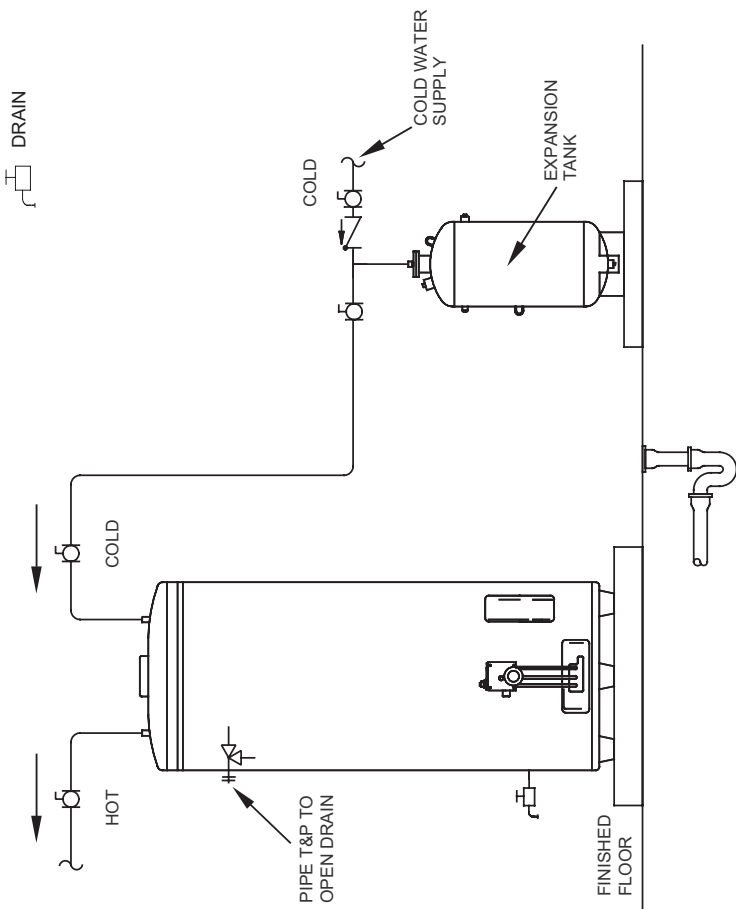 DRAIN
COLD WATER
SUPPLY
COLD
EXPANSION
TANK
COLD
HOT
PIPE T&P TO
OPEN DRAIN
FINISHED
FLOOR